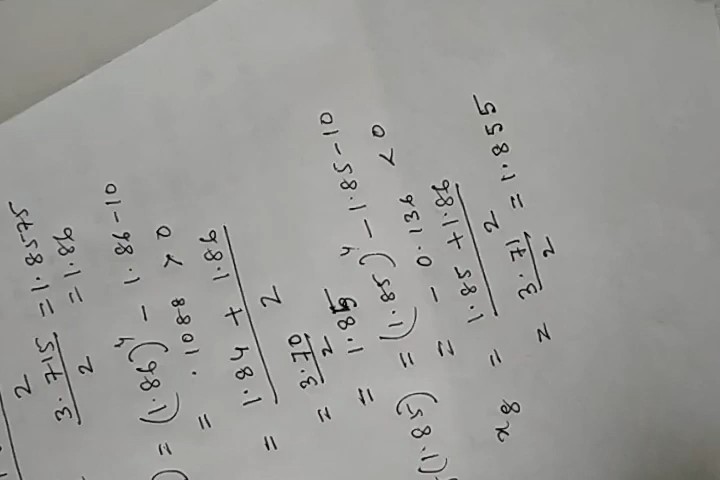 2
3.715/2 = 1.8575
= 1.86
= (1.86)⁴ - 1.86-10
= .1088 > 0
= 1.84 + 1.86 / 2
= 3.70/2
= 1.85
(1.85) = (1.85)⁴ - 1.85-10
= - 0.136 < 0
x8 = 1.85 + 1.86 / 2
= 3.71/2 = 1.855